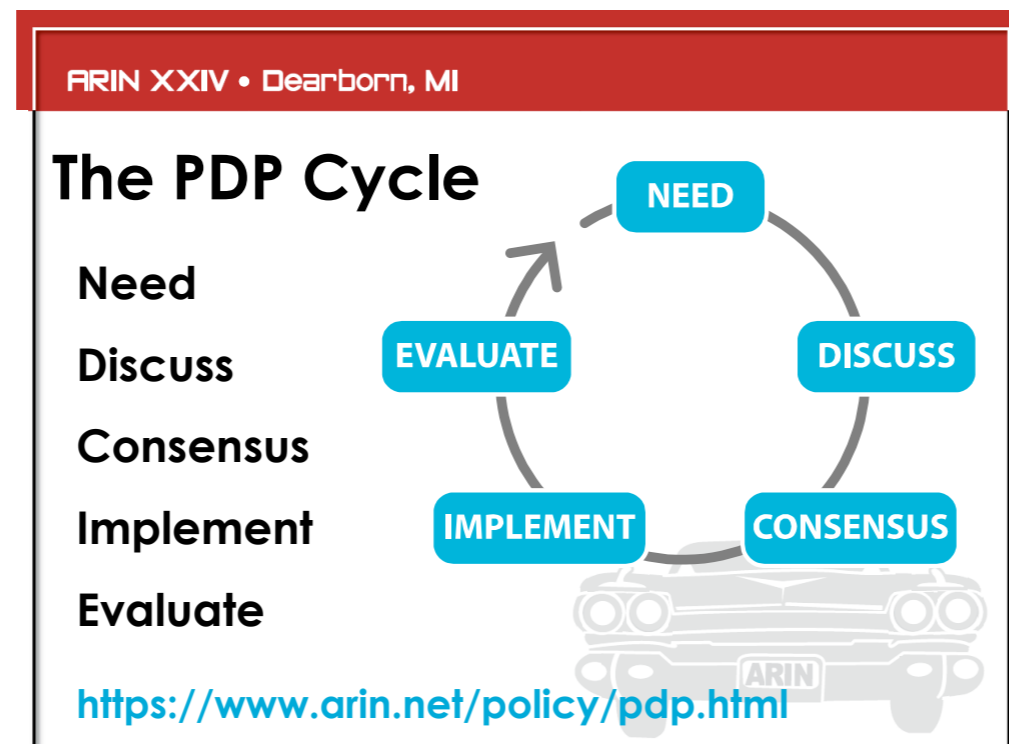 ARIN XXIV • Dearborn, MI
The PDP Cycle
Need
Discuss
Consensus
Implement
Evaluate
https://www.arin.net/policy/pdp.html
NEED
DISCUSS
CONSENSUS
IMPLEMENT
EVALUATE
ARIN